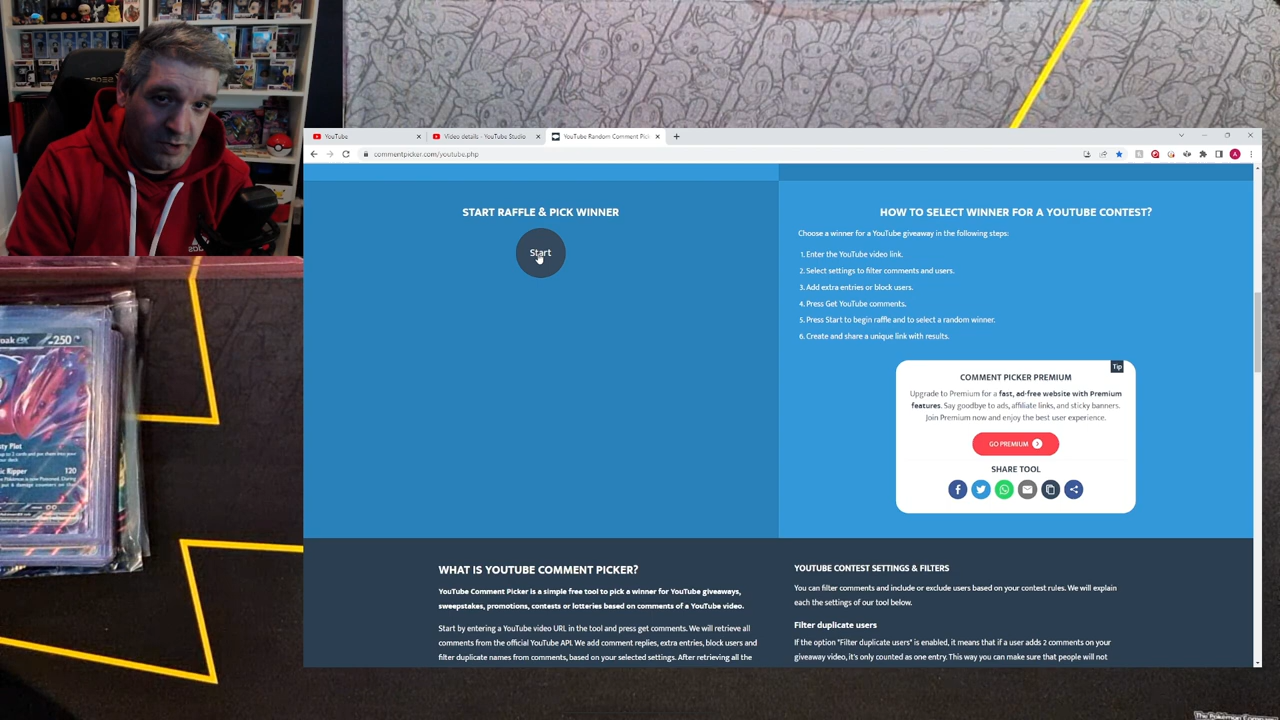 YouTube
Video details - YouTube Studio
YouTube Random Comment Pic
commentpicker.com/youtube.php
START RAFFLE & PICK WINNER
Start
HOW TO SELECT WINNER FOR A YOUTUBE CONTEST?
Choose a winner for a YouTube giveaway in the following steps:
1. Enter the YouTube video link.
2. Select settings to filter comments and users.
3. Add extra entries or block users.
4. Press Get YouTube comments.
5. Press Start to begin raffle and to select a random winner.
6. Create and share a unique link with results.
Tip
COMMENT PICKER PREMIUM
Upgrade to Premium for a fast, ad-free website with Premium
features. Say goodbye to ads, affiliate links, and sticky banners.
Join Premium now and enjoy the best user experience.
GO PREMIUM
SHARE TOOL
WHAT IS YOUTUBE COMMENT PICKER?
YouTube Comment Picker is a simple free tool to pick a winner for YouTube giveaways,
sweepstakes, promotions, contests or lotteries based on comments of a YouTube video.
Start by entering a YouTube video URL in the tool and press get comments. We will retrieve all
comments from the official YouTube API. We add comment replies, extra entries, block users and
filter duplicate names from comments, based on your selected settings. After retrieving all the
YOUTUBE CONTEST SETTINGS & FILTERS
You can filter comments and include or exclude users based on your contest rules. We will explain
each the settings of our tool below.
Filter duplicate users
If the option "Filter duplicate users" is enabled, it means that if a user adds 2 comments on your
giveaway video, it's only counted as one entry. This way you can make sure that people will not
oak ex 250
120